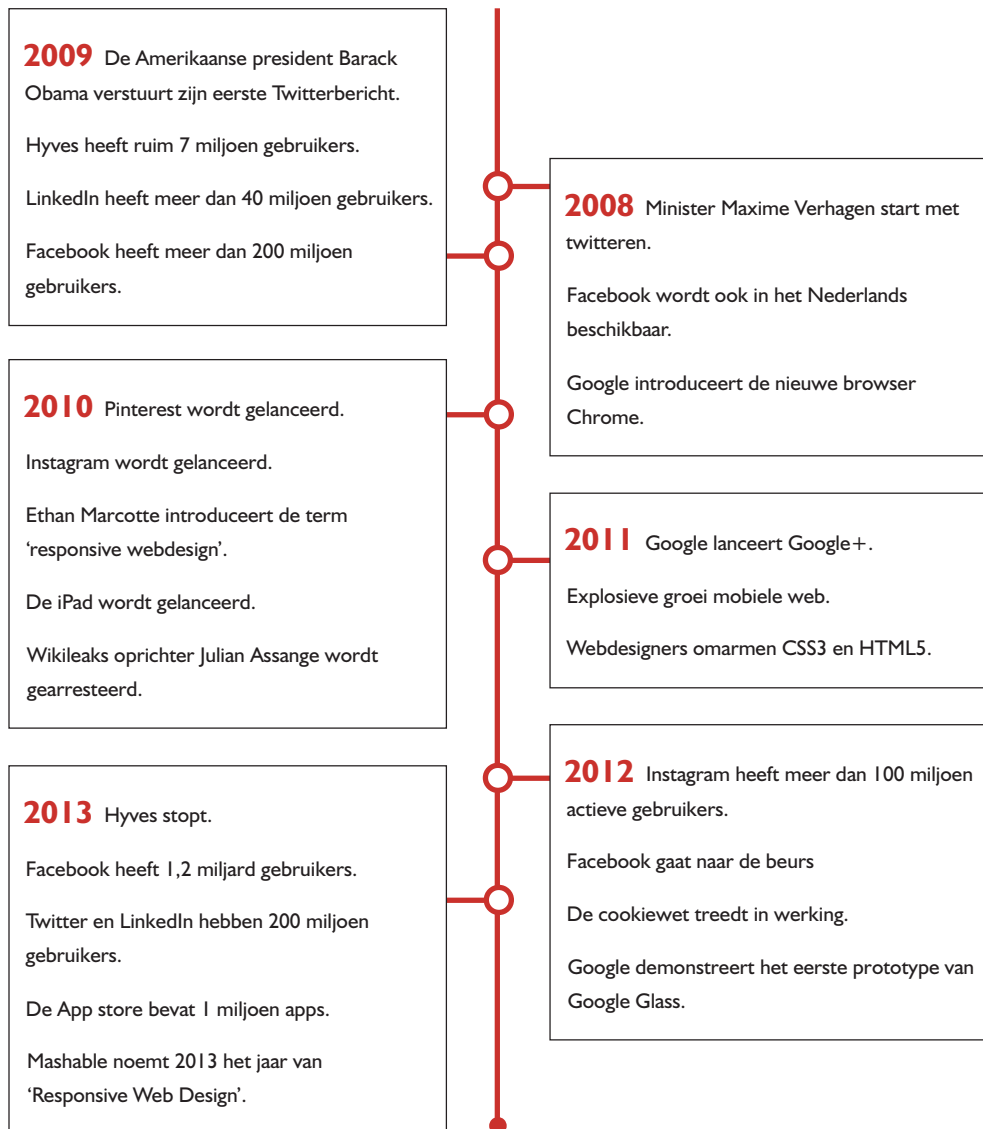 2009 De Amerikaanse president Barack
Obama verstuurt zijn eerste Twitterbericht.
Hyves heeft ruim 7 miljoen gebruikers.
LinkedIn heeft meer dan 40 miljoen gebruikers.
Facebook heeft meer dan 200 miljoen
gebruikers.
2008 Minister Maxime Verhagen start met
twitteren.
Facebook wordt ook in het Nederlands
beschikbaar.
Google introduceert de nieuwe browser
Chrome.
2010 Pinterest wordt gelanceerd.
Instagram wordt gelanceerd.
Ethan Marcotte introduceert de term
‘responsive webdesign’.
De iPad wordt gelanceerd.
Wikileaks oprichter Julian Assange wordt
gearresteerd.
2011 Google lanceert Google+.
Explosieve groei mobiele web.
Webdesigners omarmen CSS3 en HTML5.
2013 Hyves stopt.
Facebook heeft 1,2 miljard gebruikers.
Twitter en LinkedIn hebben 200 miljoen
gebruikers.
De App store bevat 1 miljoen apps.
Mashable noemt 2013 het jaar van
‘Responsive Web Design’.
2012 Instagram heeft meer dan 100 miljoen
actieve gebruikers.
Facebook gaat naar de beurs
De cookiewet treedt in werking.
Google demonstreert het eerste prototype van
Google Glass.